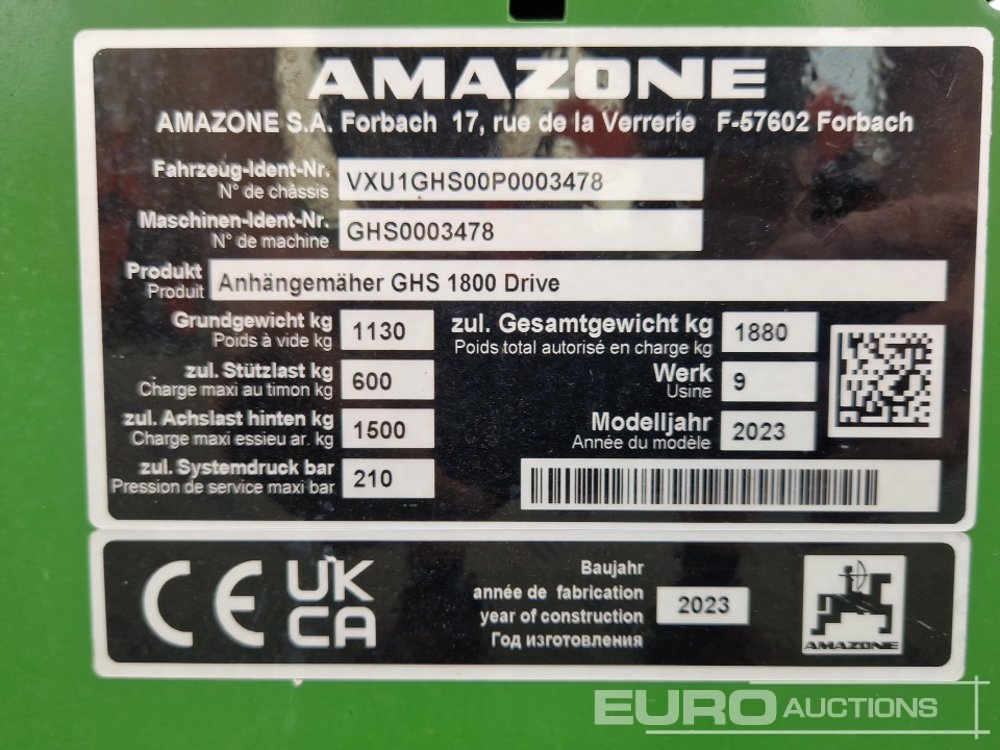 AMAZONE
AMAZONE S.A. Forbach 17, rue de la Verrerie F-57602 Forbach
Fahrzeug-Ident-Nr.
N° de châssis
VXU1GHS00P0003478
Maschinen-Ident-Nr.
N° de machine
GHS0003478
Produkt
Produit
Anhängemäher GHS 1800 Drive
Grundgewicht kg
Poids à vide kg
1130
zul. Gesamtgewicht kg
Poids total autorisé en charge kg
1880
zul. Stützlast kg
Charge maxi au timon kg
600
Werk
Usine
9
zul. Achslast hinten kg
Charge maxi essieu ar. kg
1500
Modelljahr
Année du modèle
2023
zul. Systemdruck bar
Pression de service maxi bar
210
CE
UK
CA
Baujahr
année de fabrication
year of construction
Год изготовления
2023
AMAZONE
EURO AUCTIONS